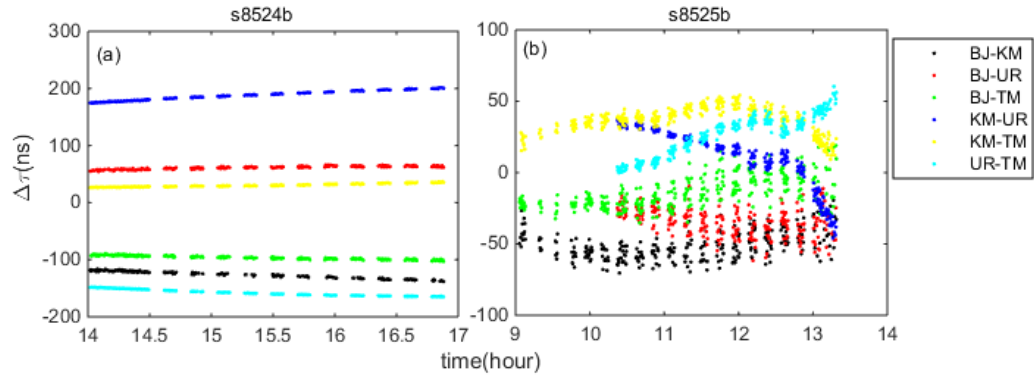 s8524b
s8525b
300
200
100
0
-100
-200
Δτ(ns)
(a)
14
14.5
15
15.5
16
16.5
17
100
50
0
-50
-100
(b)
9
10
11
12
13
14
time(hour)
BJ-KM
BJ-UR
BJ-TM
KM-UR
KM-TM
UR-TM